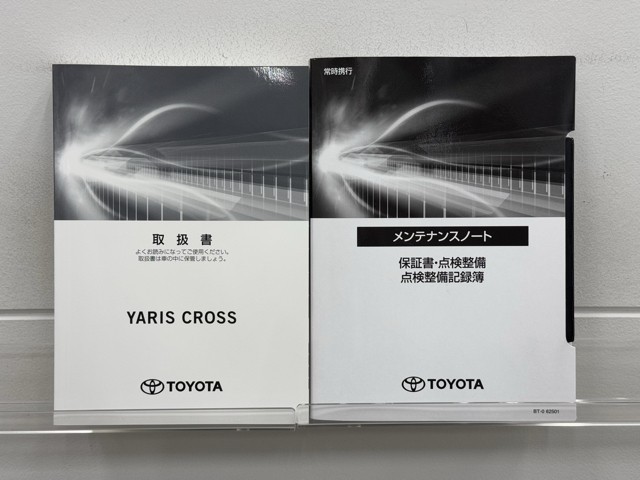 取扱書
よくお読みになってご使用ください。
取扱書は車の中に保管しましょう。
YARIS CROSS
TOYOTA
常時携行
メンテナンスノート
保証書・点検整備
点検整備記録簿
TOYOTA